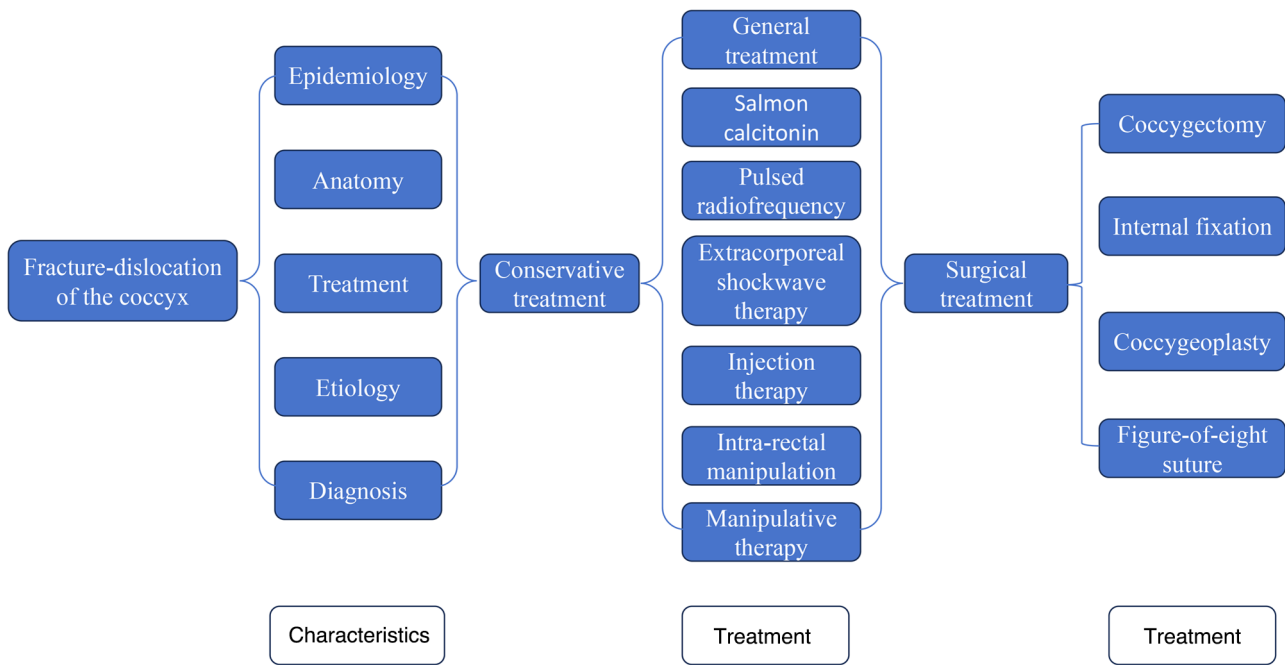 Fracture-dislocation
of the coccyx
Epidemiology
Anatomy
Treatment
Etiology
Diagnosis
Conservative
treatment
General
treatment
Salmon
calcitonin
Pulsed
radiofrequency
Extracorporeal
shockwave
therapy
Injection
therapy
Intra-rectal
manipulation
Manipulative
therapy
Surgical
treatment
Coccygectomy
Internal fixation
Coccygeoplasty
Figure-of-eight
suture
Characteristics
Treatment
Treatment